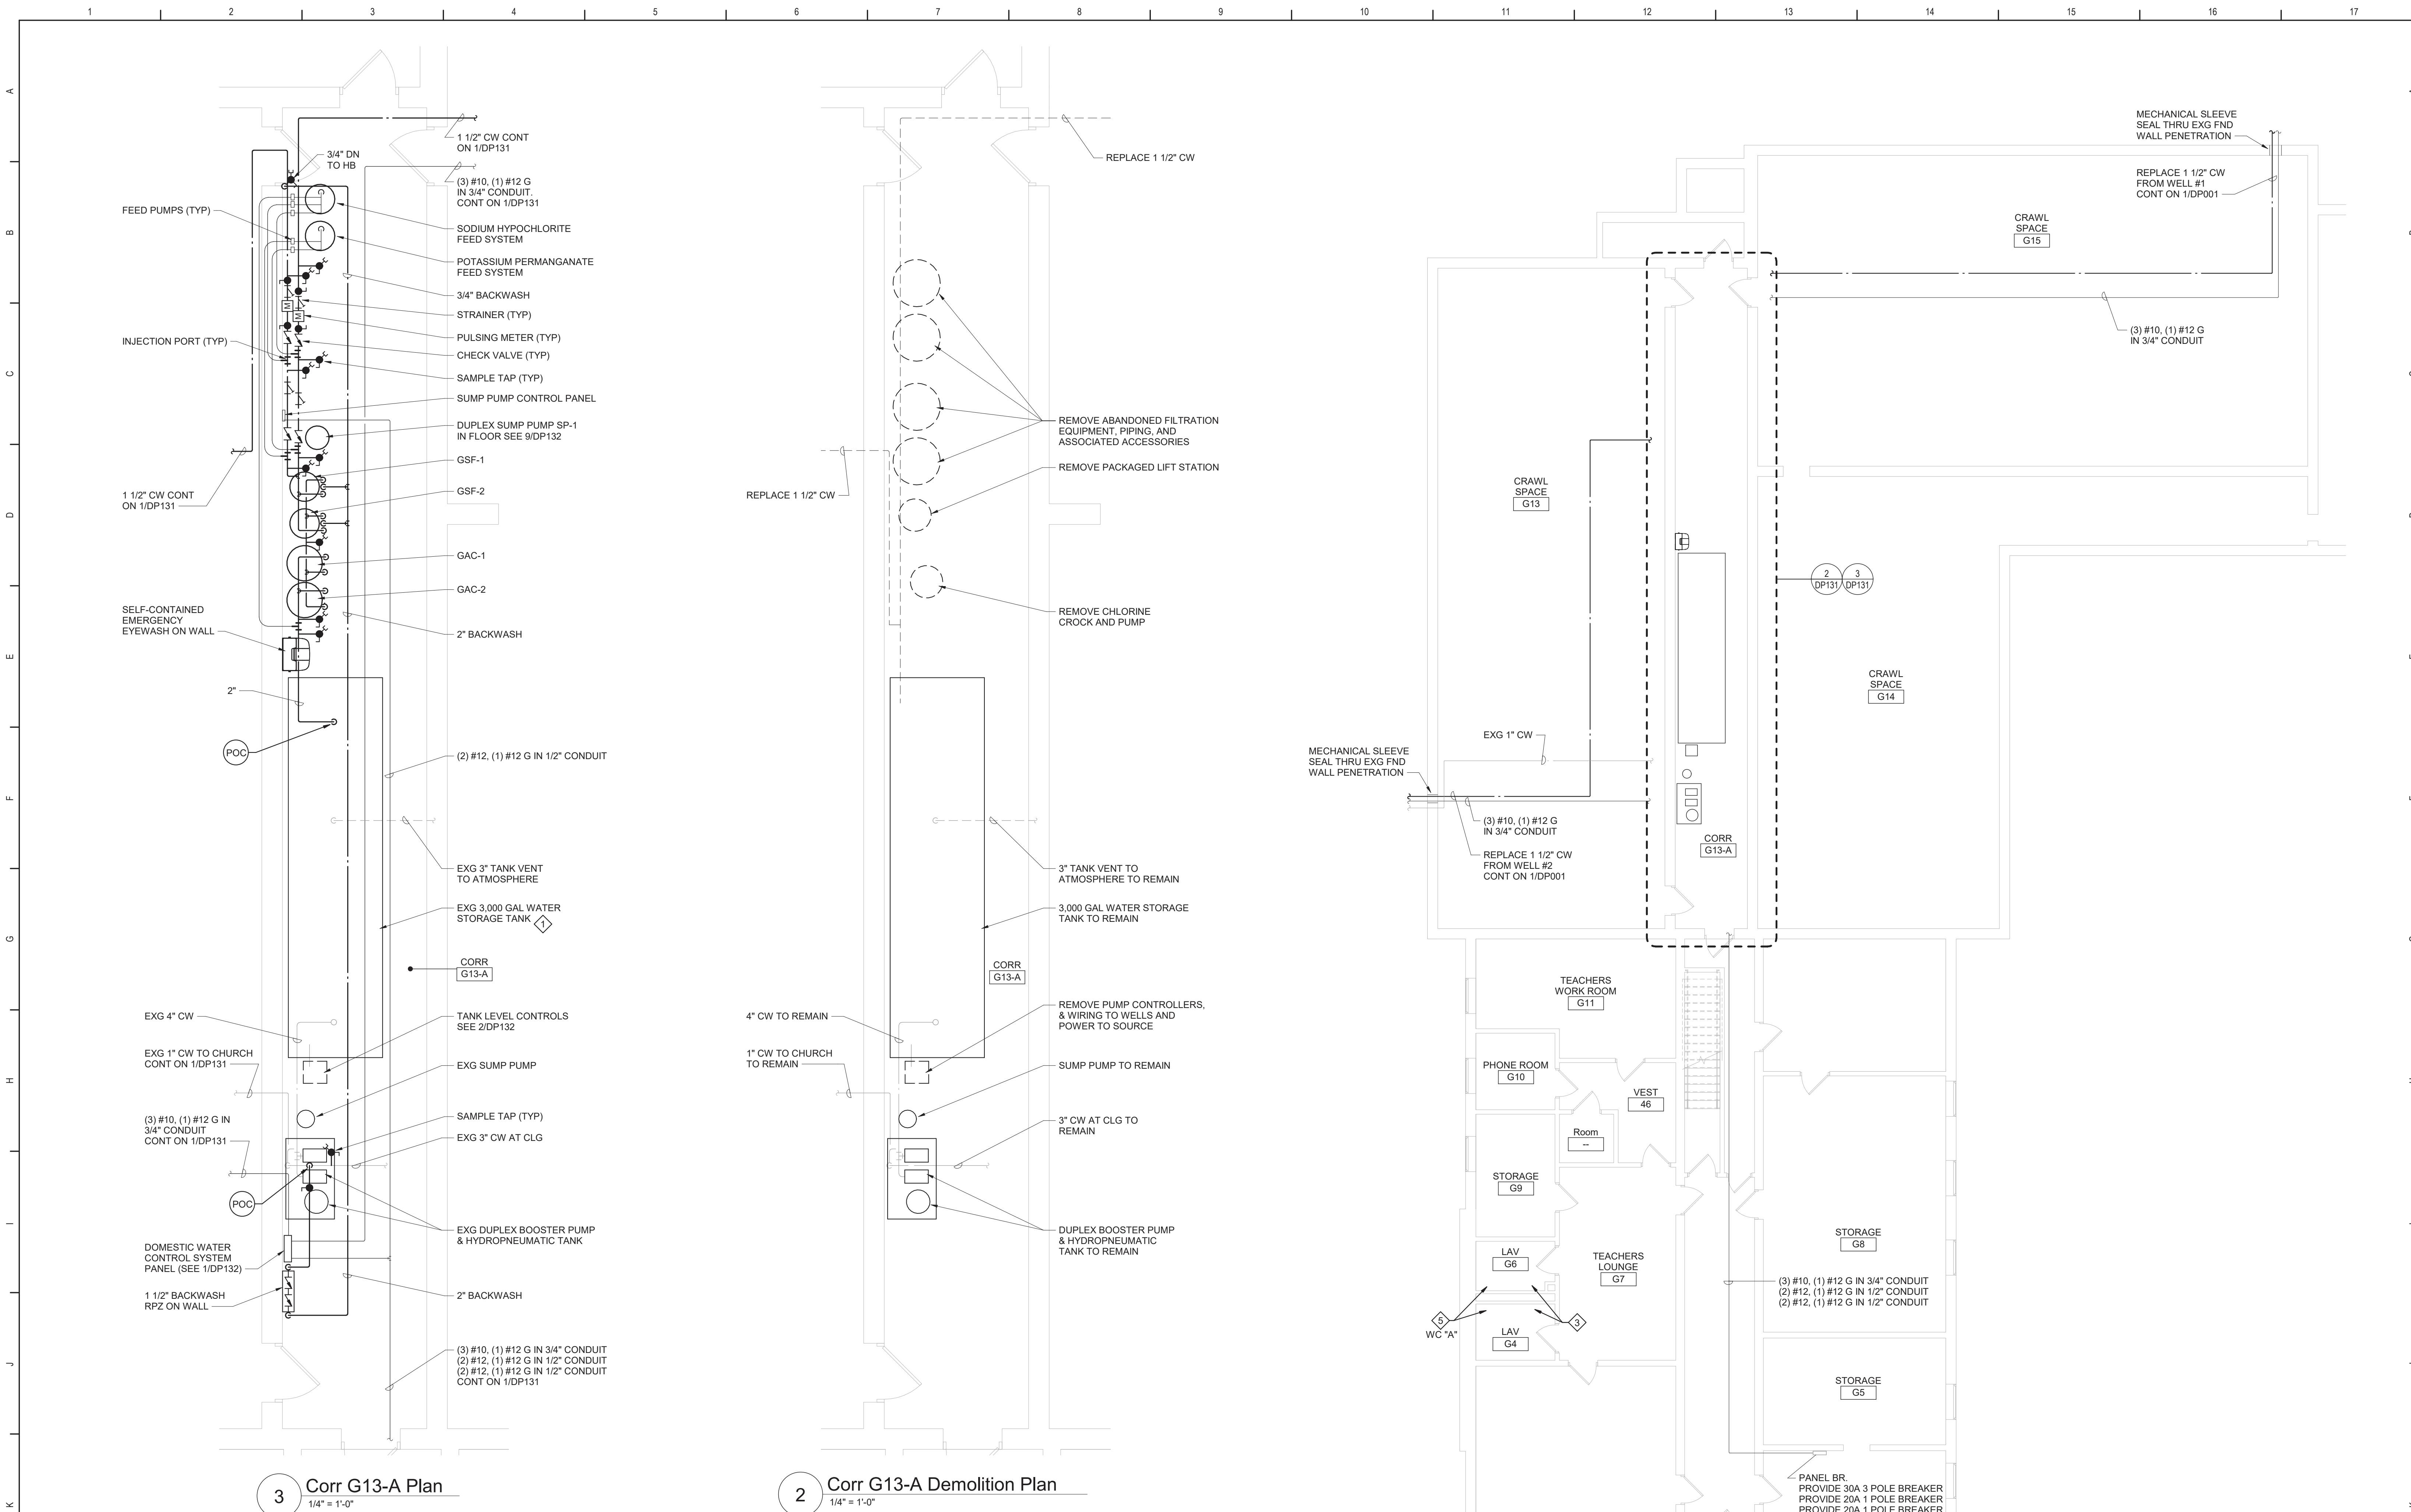 1 2 3 4 5 6 7 8 9 10 11 12 13 14 15 16 17
A
B
C
D
E
F
G
H
I
J
K
1 1/2" CW CONT
ON 1/DP131
3/4" DN
TO HB
(3) #10, (1) #12 G
IN 3/4" CONDUIT.
CONT ON 1/DP131
FEED PUMPS (TYP)
SODIUM HYPOCHLORITE
FEED SYSTEM
POTASSIUM PERMANGANATE
FEED SYSTEM
3/4" BACKWASH
STRAINER (TYP)
M
M
PULSING METER (TYP)
INJECTION PORT (TYP)
CHECK VALVE (TYP)
SAMPLE TAP (TYP)
SUMP PUMP CONTROL PANEL
DUPLEX SUMP PUMP SP-1
IN FLOOR SEE 9/DP132
GSF-1
GSF-2
1 1/2" CW CONT
ON 1/DP131
GAC-1
GAC-2
SELF-CONTAINED
EMERGENCY
EYEWASH ON WALL
2" BACKWASH
2"
POC
(2) #12, (1) #12 G IN 1/2" CONDUIT
EXG 3" TANK VENT
TO ATMOSPHERE
EXG 3,000 GAL WATER
STORAGE TANK
1
CORR
G13-A
EXG 4" CW
TANK LEVEL CONTROLS
SEE 2/DP132
EXG 1" CW TO CHURCH
CONT ON 1/DP131
EXG SUMP PUMP
(3) #10, (1) #12 G IN
3/4" CONDUIT
CONT ON 1/DP131
SAMPLE TAP (TYP)
EXG 3" CW AT CLG
POC
EXG DUPLEX BOOSTER PUMP
& HYDROPNEUMATIC TANK
DOMESTIC WATER
CONTROL SYSTEM
PANEL (SEE 1/DP132)
1 1/2" BACKWASH
RPZ ON WALL
2" BACKWASH
(3) #10, (1) #12 G IN 3/4" CONDUIT
(2) #12, (1) #12 G IN 1/2" CONDUIT
(2) #12, (1) #12 G IN 1/2" CONDUIT
CONT ON 1/DP131
3
Corr G13-A Plan
1/4" = 1'-0"
REPLACE 1 1/2" CW
REMOVE ABANDONED FILTRATION
EQUIPMENT, PIPING, AND
ASSOCIATED ACCESSORIES
REMOVE PACKAGED LIFT STATION
REPLACE 1 1/2" CW
REMOVE CHLORINE
CROCK AND PUMP
3" TANK VENT TO
ATMOSPHERE TO REMAIN
3,000 GAL WATER STORAGE
TANK TO REMAIN
CORR
G13-A
REMOVE PUMP CONTROLLERS,
& WIRING TO WELLS AND
POWER TO SOURCE
4" CW TO REMAIN
1" CW TO CHURCH
TO REMAIN
SUMP PUMP TO REMAIN
3" CW AT CLG TO
REMAIN
DUPLEX BOOSTER PUMP
& HYDROPNEUMATIC
TANK TO REMAIN
2
Corr G13-A Demolition Plan
1/4" = 1'-0"
MECHANICAL SLEEVE
SEAL THRU EXG FND
WALL PENETRATION
REPLACE 1 1/2" CW
FROM WELL #1
CONT ON 1/DP001
CRAWL
SPACE
G15
(3) #10, (1) #12 G
IN 3/4" CONDUIT
CRAWL
SPACE
G13
2
DP131
3
DP131
CRAWL
SPACE
G14
EXG 1" CW
MECHANICAL SLEEVE
SEAL THRU EXG FND
WALL PENETRATION
(3) #10, (1) #12 G
IN 3/4" CONDUIT
REPLACE 1 1/2" CW
FROM WELL #2
CONT ON 1/DP001
CORR
G13-A
TEACHERS
WORK ROOM
G11
PHONE ROOM
G10
VEST
46
Room
--
STORAGE
G9
LAV
G6
TEACHERS
LOUNGE
G7
STORAGE
G8
(3) #10, (1) #12 G IN 3/4" CONDUIT
(2) #12, (1) #12 G IN 1/2" CONDUIT
(2) #12, (1) #12 G IN 1/2" CONDUIT
5
WC "A"
3
LAV
G4
STORAGE
G5
PANEL BR.
PROVIDE 30A 3 POLE BREAKER
PROVIDE 20A 1 POLE BREAKER
PROVIDE 20A 1 POLE BREAKER